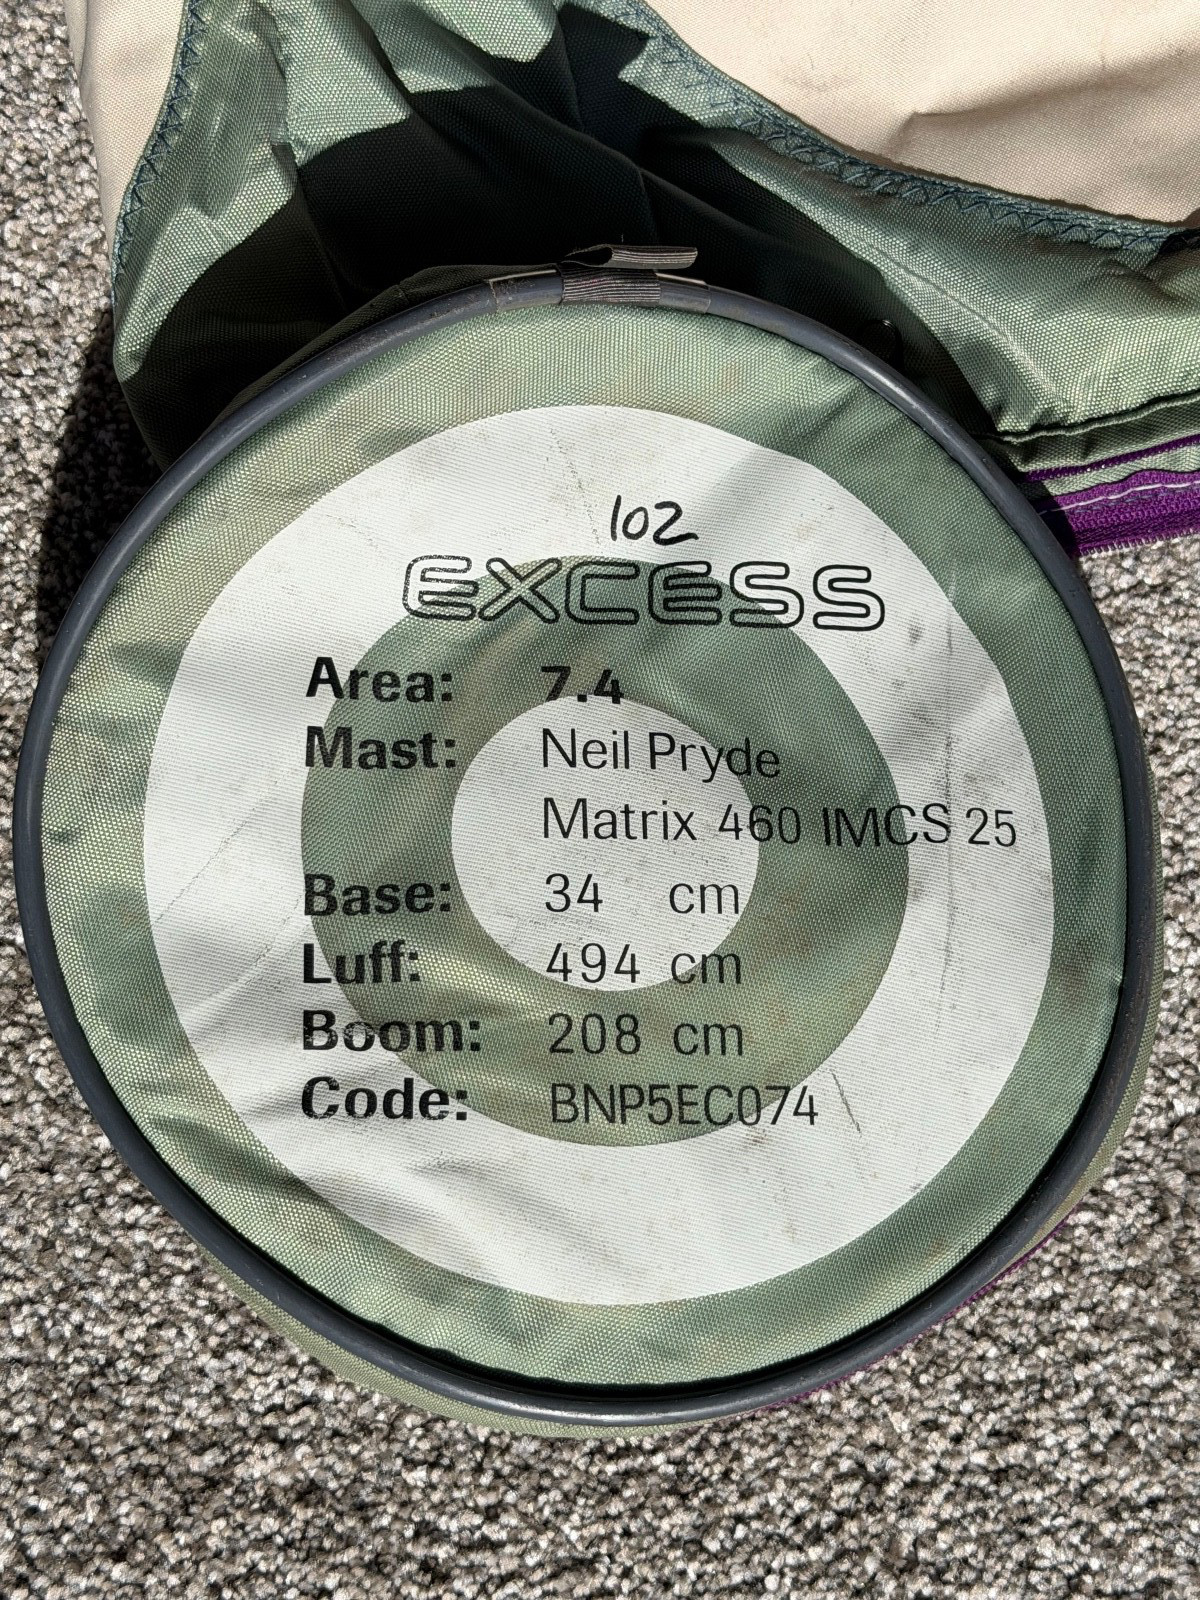 102
EXCESS
Area: 7.4
Mast: Neil Pryde
Matrix 460 IMCS 25
Base: 34 cm
Luff: 494 cm
Boom: 208 cm
Code: BNP5EC074